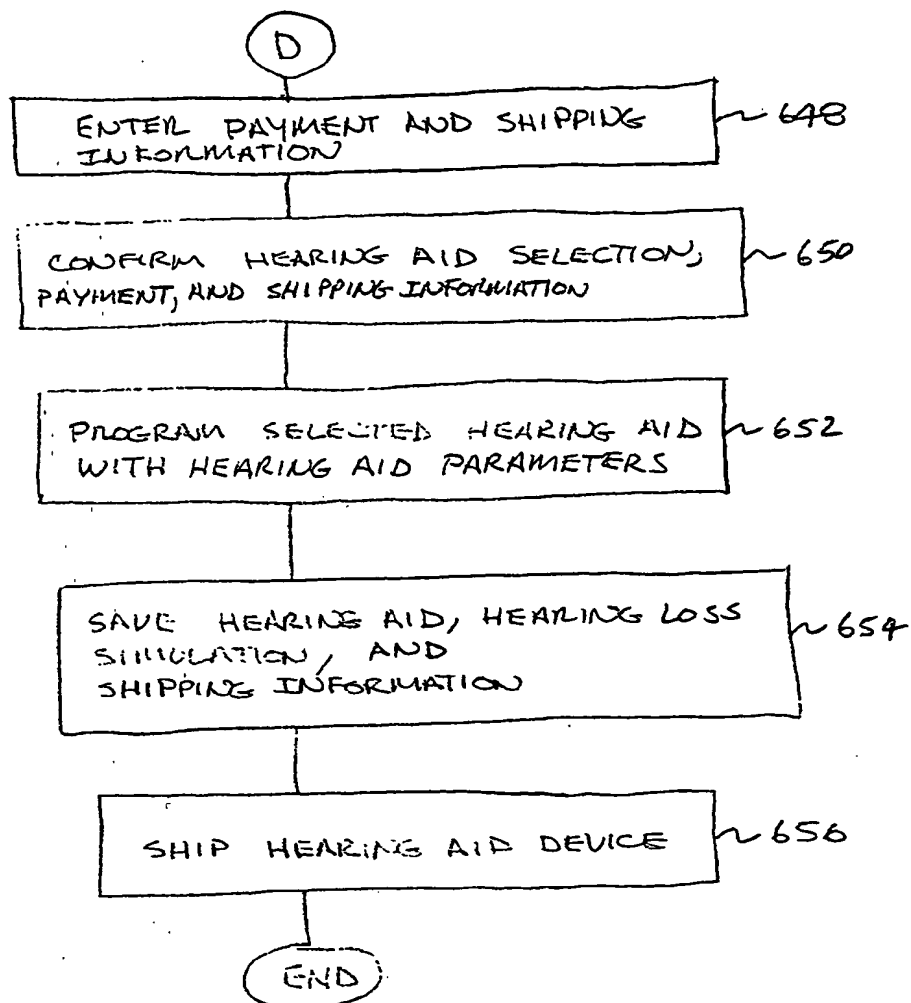 D
ENTER PAYMENT AND SHIPPING
INFORMATION
648
CONFIRM HEARING AID SELECTION,
PAYMENT, AND SHIPPING INFORMATION
650
PROGRAM SELECTED HEARING AID
WITH HEARING AID PARAMETERS
652
SAVE HEARING AID, HEARING LOSS
SIMULATION, AND
SHIPPING INFORMATION
654
SHIP HEARING AID DEVICE
656
END